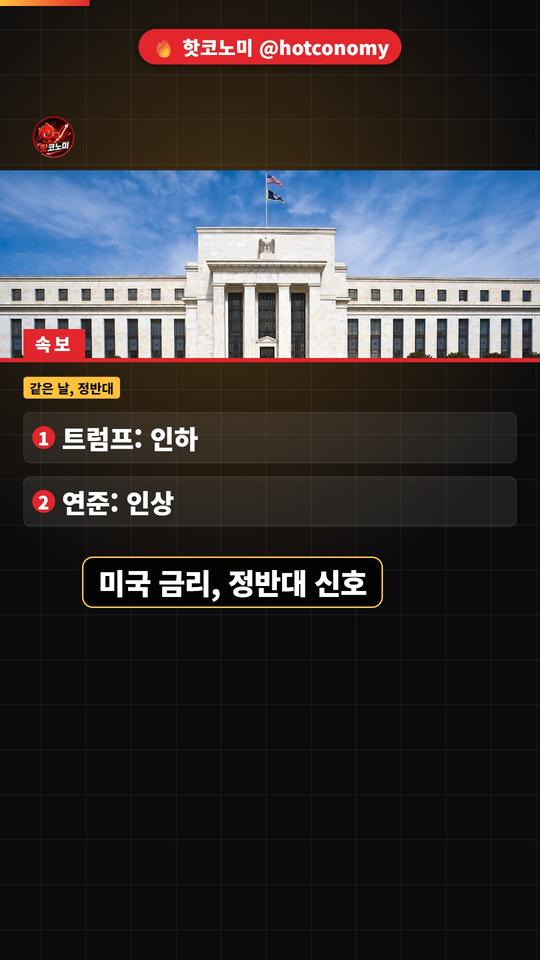 🔥 핫코노미 @hotconomy
핫코노미
속보
같은 날, 정반대
1 트럼프: 인하
2 연준: 인상
미국 금리, 정반대 신호